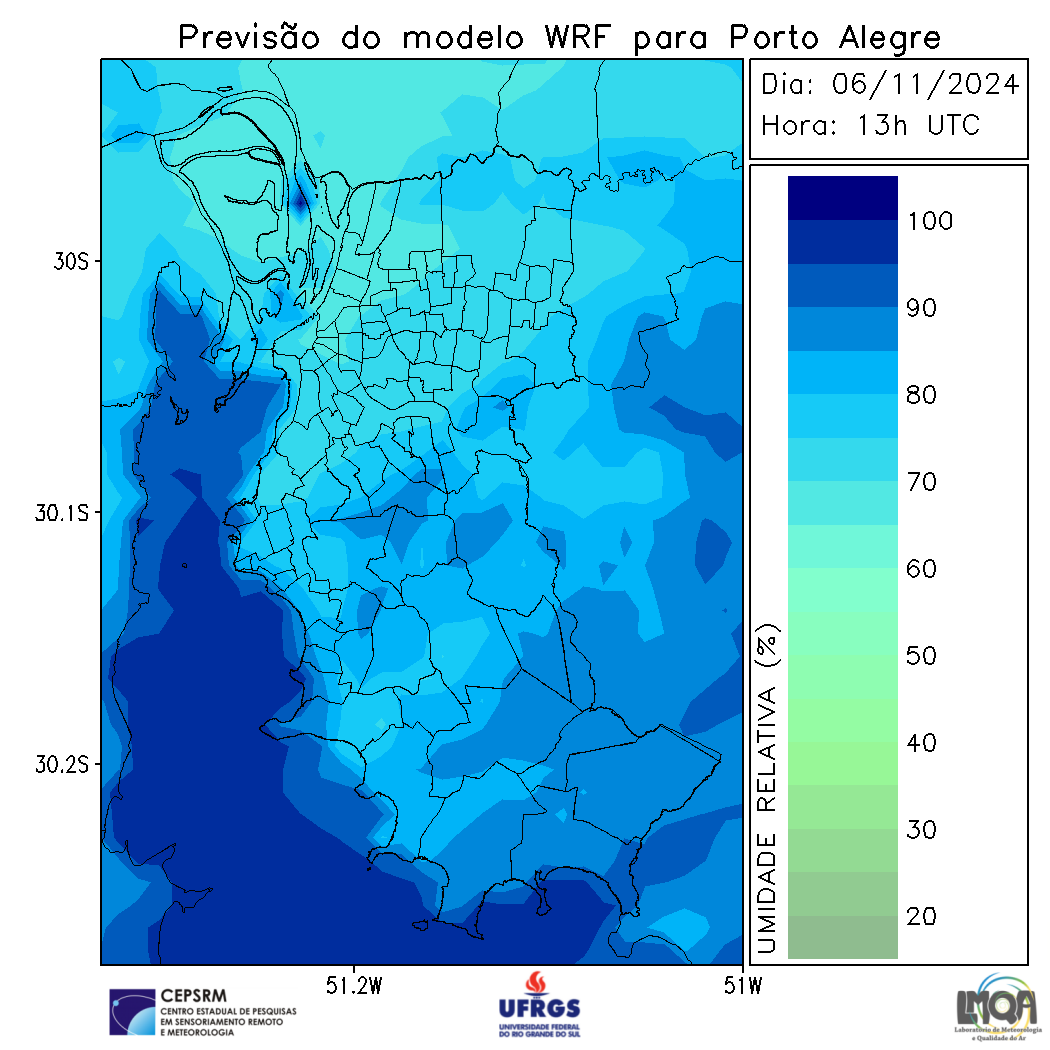 Previsão do modelo WRF para Porto Alegre
Dia: 06/11/2024
Hora: 13h UTC
30S
30.1S
30.2S
51.2W
51W
UMIDADE RELATIVA (%)
100
90
80
70
60
50
40
30
20
CEPSRM
CENTRO ESTADUAL DE PESQUISAS
EM SENSORIAMENTO REMOTO
E METEOROLOGIA
UFRGS
UNIVERSIDADE FEDERAL
DO RIO GRANDE DO SUL
LMQA
Laboratório de Meteorologia
e Qualidade do Ar